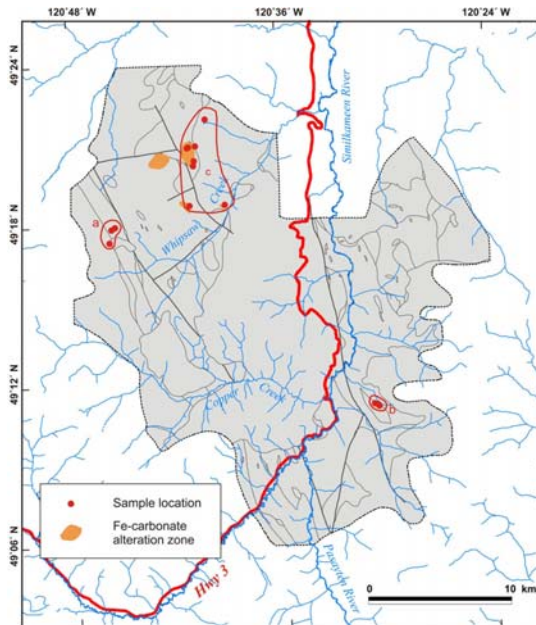 120°48' W
120°36' W
120°24' W
49°24' N
49°18' N
49°12' N
49°06' N
Similkameen River
c
Creek
a
Whipsaw
Copper Creek
b
Sample location
Fe-carbonate
alteration zone
Hwy 3
Pasayten River
0 10 km